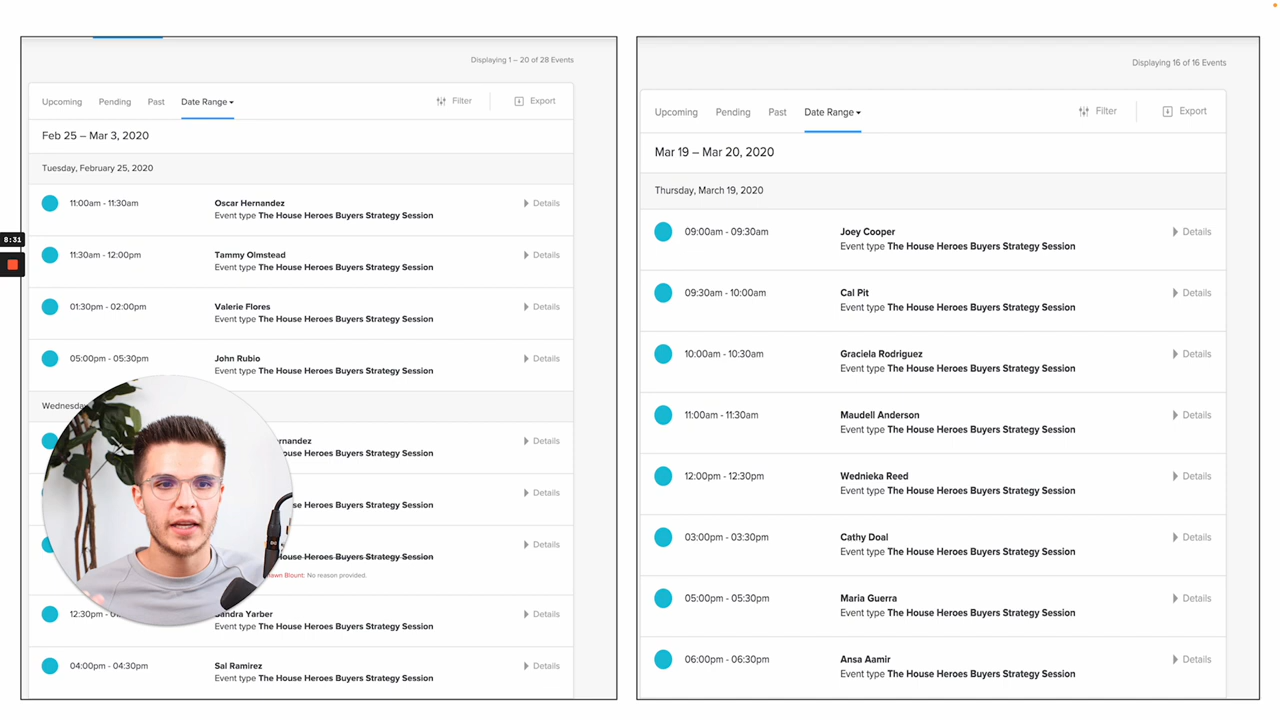 Displaying 1 – 20 of 28 Events
Upcoming Pending Past Date Range Filter Export
Feb 25 – Mar 3, 2020
Tuesday, February 25, 2020
11:00am - 11:30am Oscar Hernandez Details
Event type The House Heroes Buyers Strategy Session
11:30am - 12:00pm Tammy Olmstead Details
Event type The House Heroes Buyers Strategy Session
8:31
01:30pm - 02:00pm Valerie Flores Details
Event type The House Heroes Buyers Strategy Session
05:00pm - 05:30pm John Rubio Details
Event type The House Heroes Buyers Strategy Session
Wednesday
ernandez Details
House Heroes Buyers Strategy Session
Details
House Heroes Buyers Strategy Session
Details
House Heroes Buyers Strategy Session
Blount: No reason provided.
12:30pm - Yarber Details
Event type The House Heroes Buyers Strategy Session
04:00pm - 04:30pm Sal Ramirez Details
Event type The House Heroes Buyers Strategy Session
Displaying 16 of 16 Events
Upcoming Pending Past Date Range Filter Export
Mar 19 – Mar 20, 2020
Thursday, March 19, 2020
09:00am - 09:30am Joey Cooper Details
Event type The House Heroes Buyers Strategy Session
09:30am - 10:00am Cal Pit Details
Event type The House Heroes Buyers Strategy Session
10:00am - 10:30am Graciela Rodriguez Details
Event type The House Heroes Buyers Strategy Session
11:00am - 11:30am Maudell Anderson Details
Event type The House Heroes Buyers Strategy Session
12:00pm - 12:30pm Wednieka Reed Details
Event type The House Heroes Buyers Strategy Session
03:00pm - 03:30pm Cathy Doal Details
Event type The House Heroes Buyers Strategy Session
05:00pm - 05:30pm Maria Guerra Details
Event type The House Heroes Buyers Strategy Session
06:00pm - 06:30pm Ansa Aamir Details
Event type The House Heroes Buyers Strategy Session